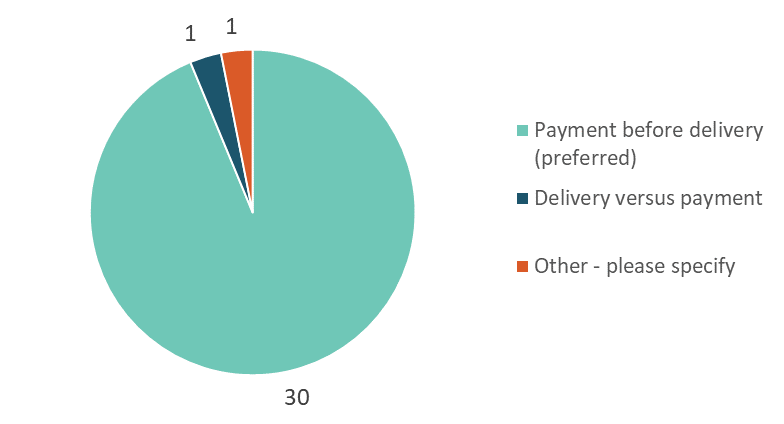 1
1
Payment before delivery
(preferred)
Delivery versus payment
Other - please specify
30